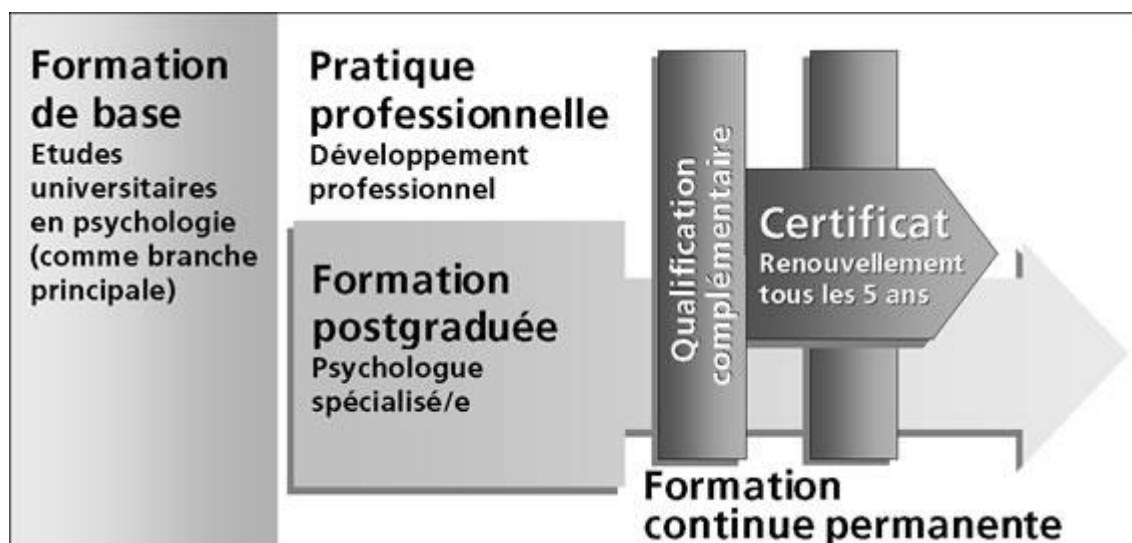 Formation
de base
Etudes
universitaires
en psychologie
(comme branche
principale)
Pratique
professionnelle
Développement
professionnel
Formation
postgraduée
Psychologue
spécialisé/e
Qualification
complémentaire
Certificat
Renouvellement
tous les 5 ans
Formation
continue permanente